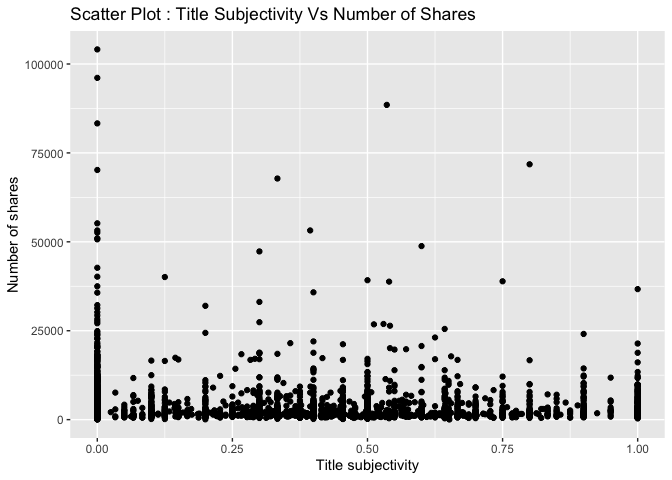 Scatter Plot : Title Subjectivity Vs Number of Shares
Number of shares
100000
75000
50000
25000
0
0.00 0.25 0.50 0.75 1.00
Title subjectivity